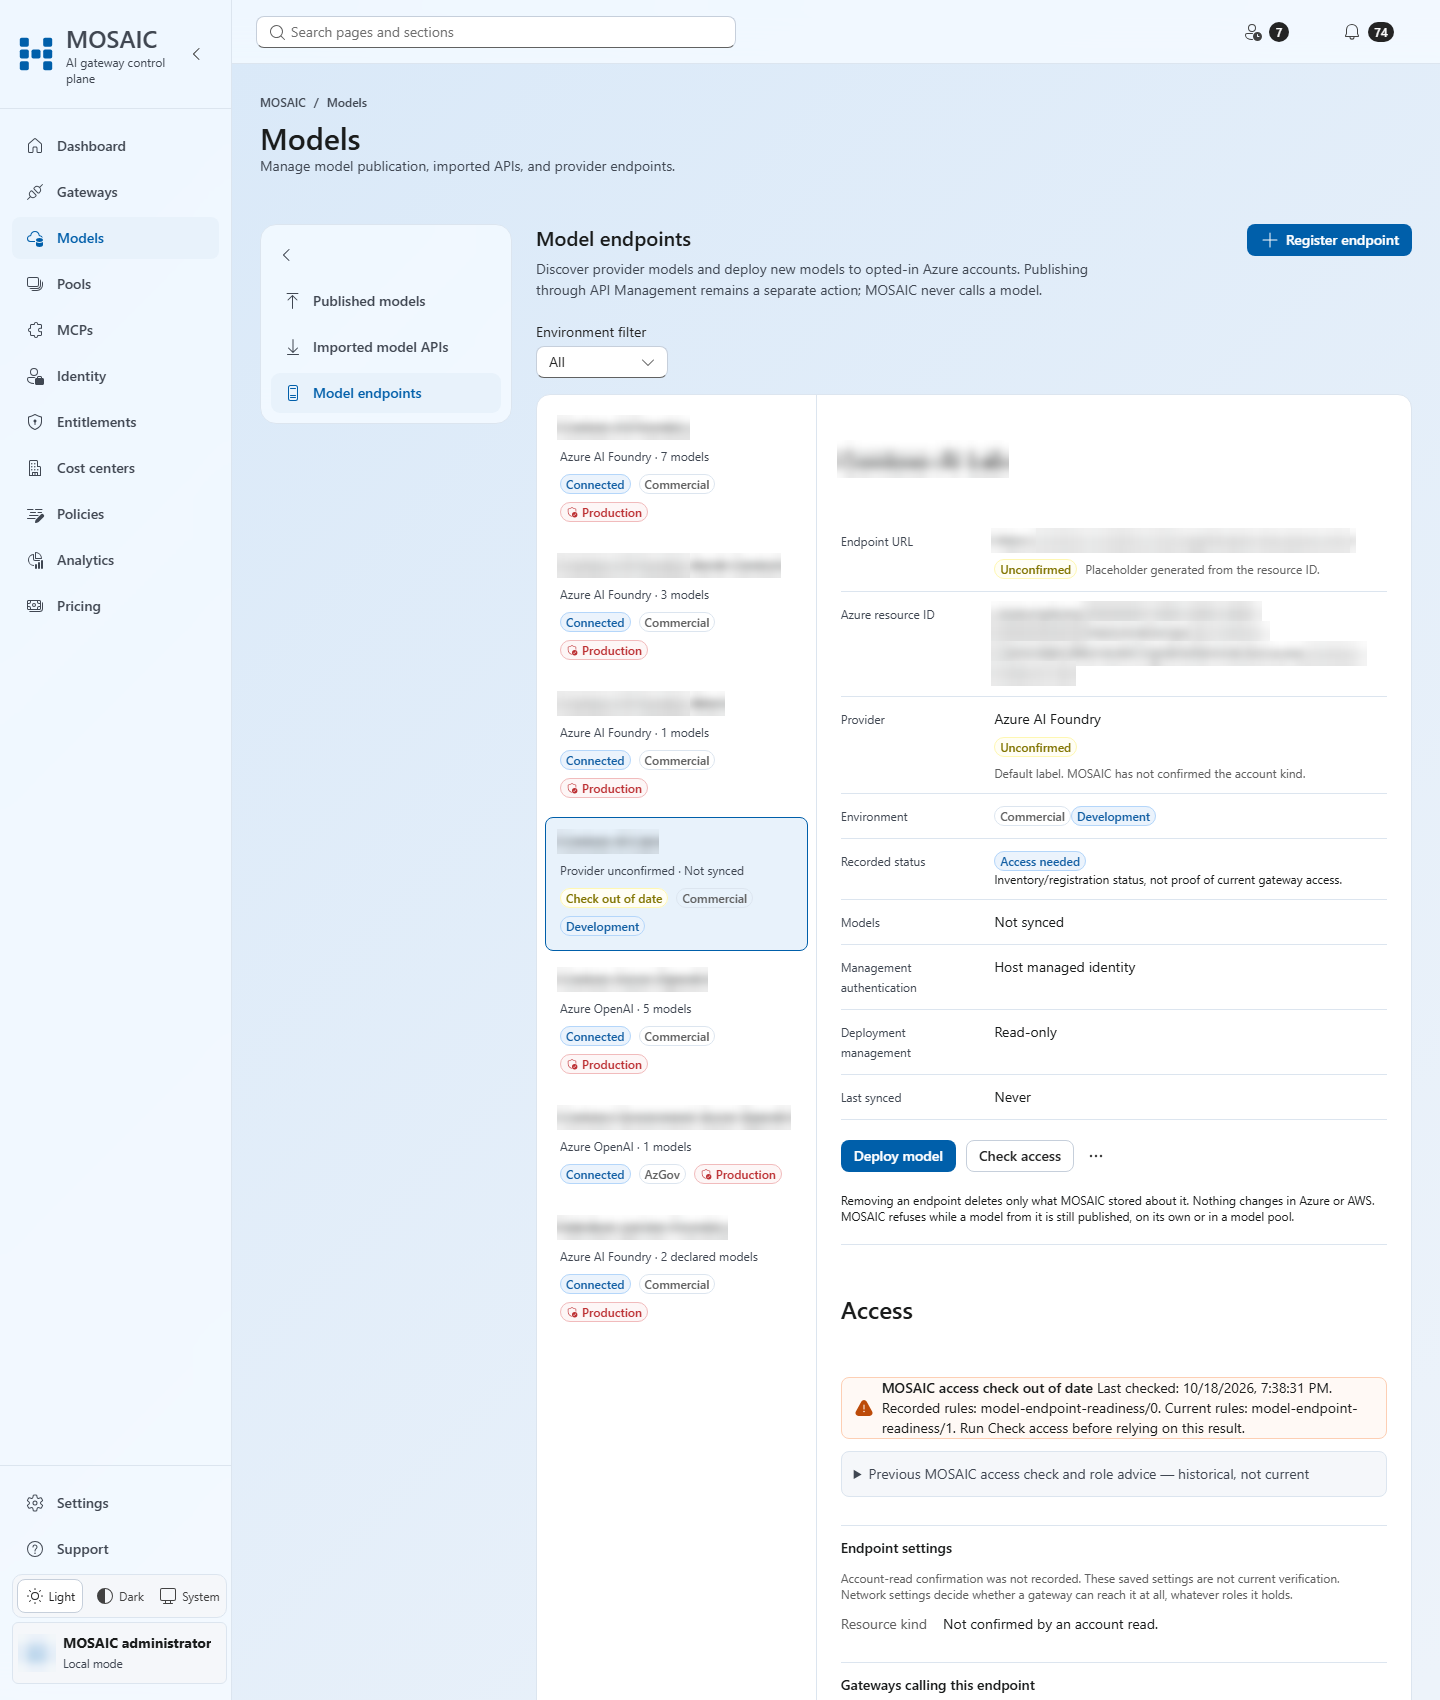 MOSAIC
AI gateway control
plane
Search pages and sections
7
74
Dashboard
Gateways
Models
Pools
MCPs
Identity
Entitlements
Cost centers
Policies
Analytics
Pricing
Settings
Support
Light
Dark
System
MOSAIC administrator
Local mode
MOSAIC / Models
Models
Manage model publication, imported APIs, and provider endpoints.
Published models
Imported model APIs
Model endpoints
Model endpoints
Register endpoint
Discover provider models and deploy new models to opted-in Azure accounts. Publishing
through API Management remains a separate action; MOSAIC never calls a model.
Environment filter
All
Azure AI Foundry · 7 models
Connected Commercial
Production
Azure AI Foundry · 3 models
Connected Commercial
Production
Azure AI Foundry · 1 models
Connected Commercial
Production
Provider unconfirmed · Not synced
Check out of date Commercial
Development
Azure OpenAI · 5 models
Connected Commercial
Production
Azure OpenAI · 1 models
Connected AzGov Production
Azure AI Foundry · 2 declared models
Connected Commercial
Production
Endpoint URL
Unconfirmed Placeholder generated from the resource ID.
Azure resource ID
Provider
Azure AI Foundry
Unconfirmed
Default label. MOSAIC has not confirmed the account kind.
Environment
Commercial Development
Recorded status
Access needed
Inventory/registration status, not proof of current gateway access.
Models
Not synced
Management
authentication
Host managed identity
Deployment
management
Read-only
Last synced
Never
Deploy model Check access ...
Removing an endpoint deletes only what MOSAIC stored about it. Nothing changes in Azure or AWS.
MOSAIC refuses while a model from it is still published, on its own or in a model pool.
Access
MOSAIC access check out of date Last checked: 10/18/2026, 7:38:31 PM.
Recorded rules: model-endpoint-readiness/0. Current rules: model-endpoint-
readiness/1. Run Check access before relying on this result.
Previous MOSAIC access check and role advice — historical, not current
Endpoint settings
Account-read confirmation was not recorded. These saved settings are not current verification.
Network settings decide whether a gateway can reach it at all, whatever roles it holds.
Resource kind Not confirmed by an account read.
Gateways calling this endpoint